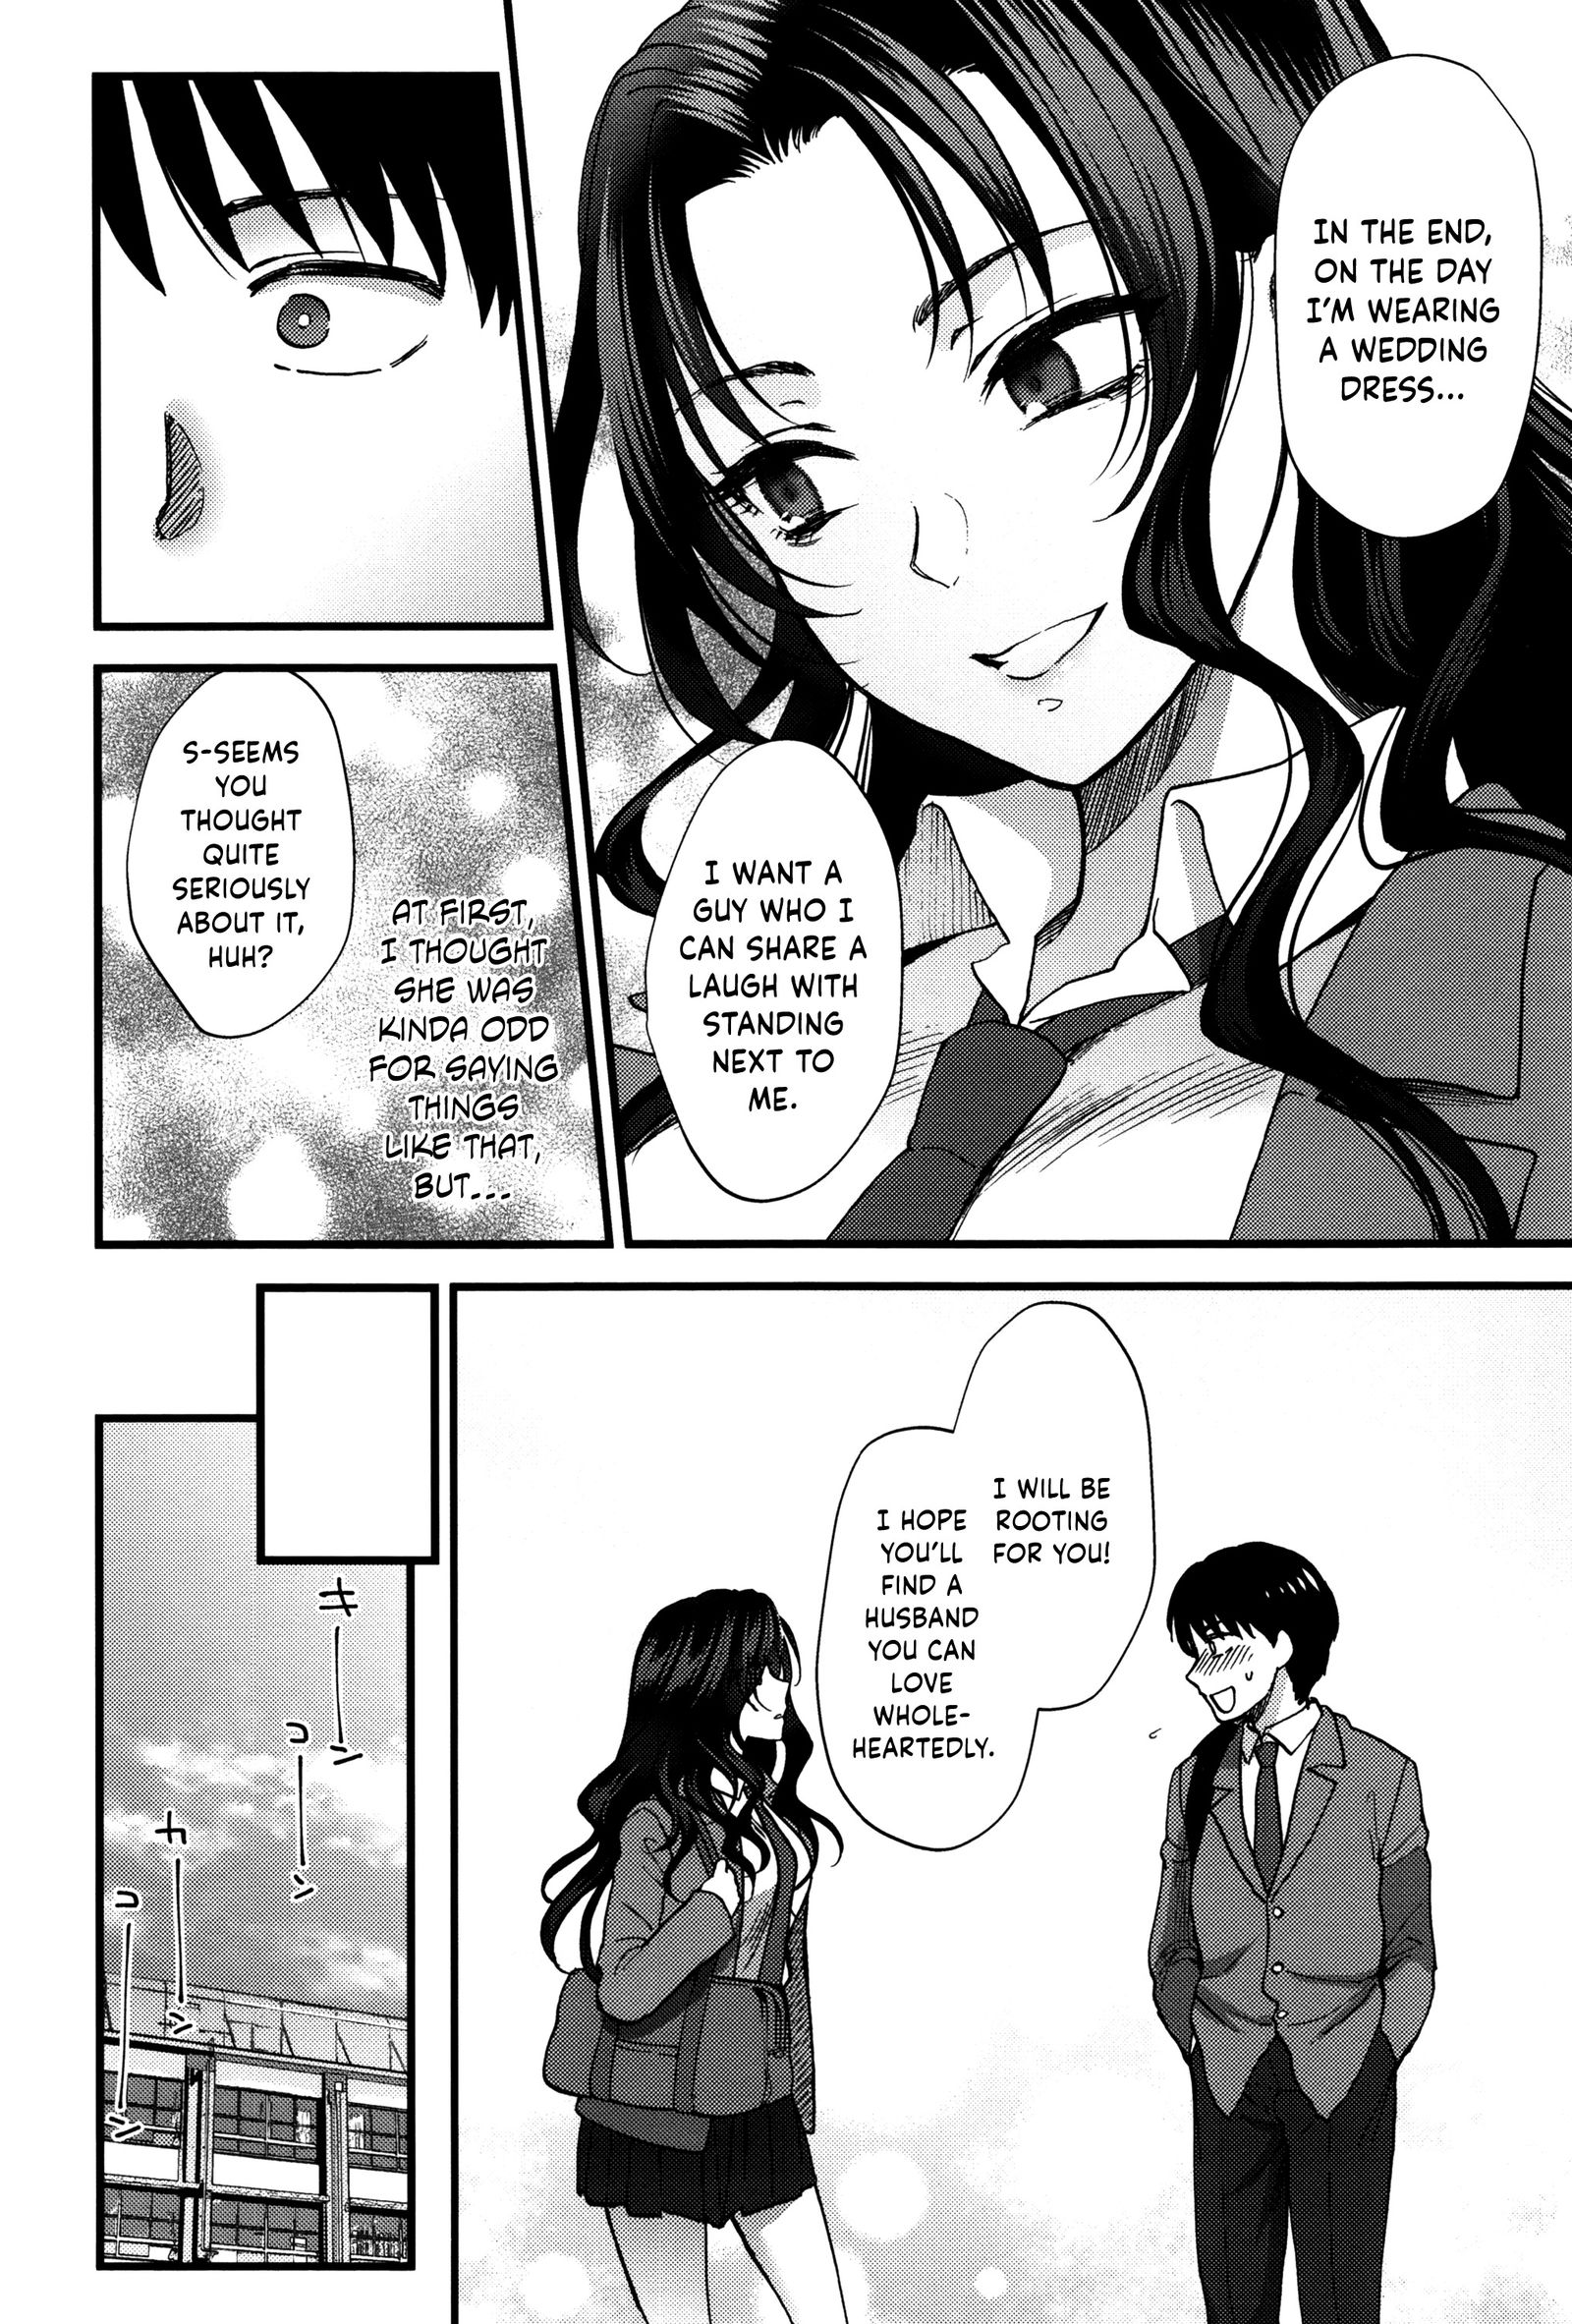 IN THE END,
ON THE DAY
I'M WEARING
A WEDDING
DRESS...
I WANT A
GUY WHO I
CAN SHARE A
LAUGH WITH
STANDING
NEXT TO
ME.
AT FIRST,
I THOUGHT
SHE WAS
KINDA ODD
FOR SAYING
THINGS
LIKE THAT,
BUT...
S-SEEMS
YOU
THOUGHT
QUITE
SERIOUSLY
ABOUT IT,
HUH?
I WILL BE
ROOTING
FOR YOU!
I HOPE
YOU'LL
FIND A
HUSBAND
YOU CAN
LOVE
WHOLE-
HEARTEDLY.
キーン
コーン
カーン
コーン